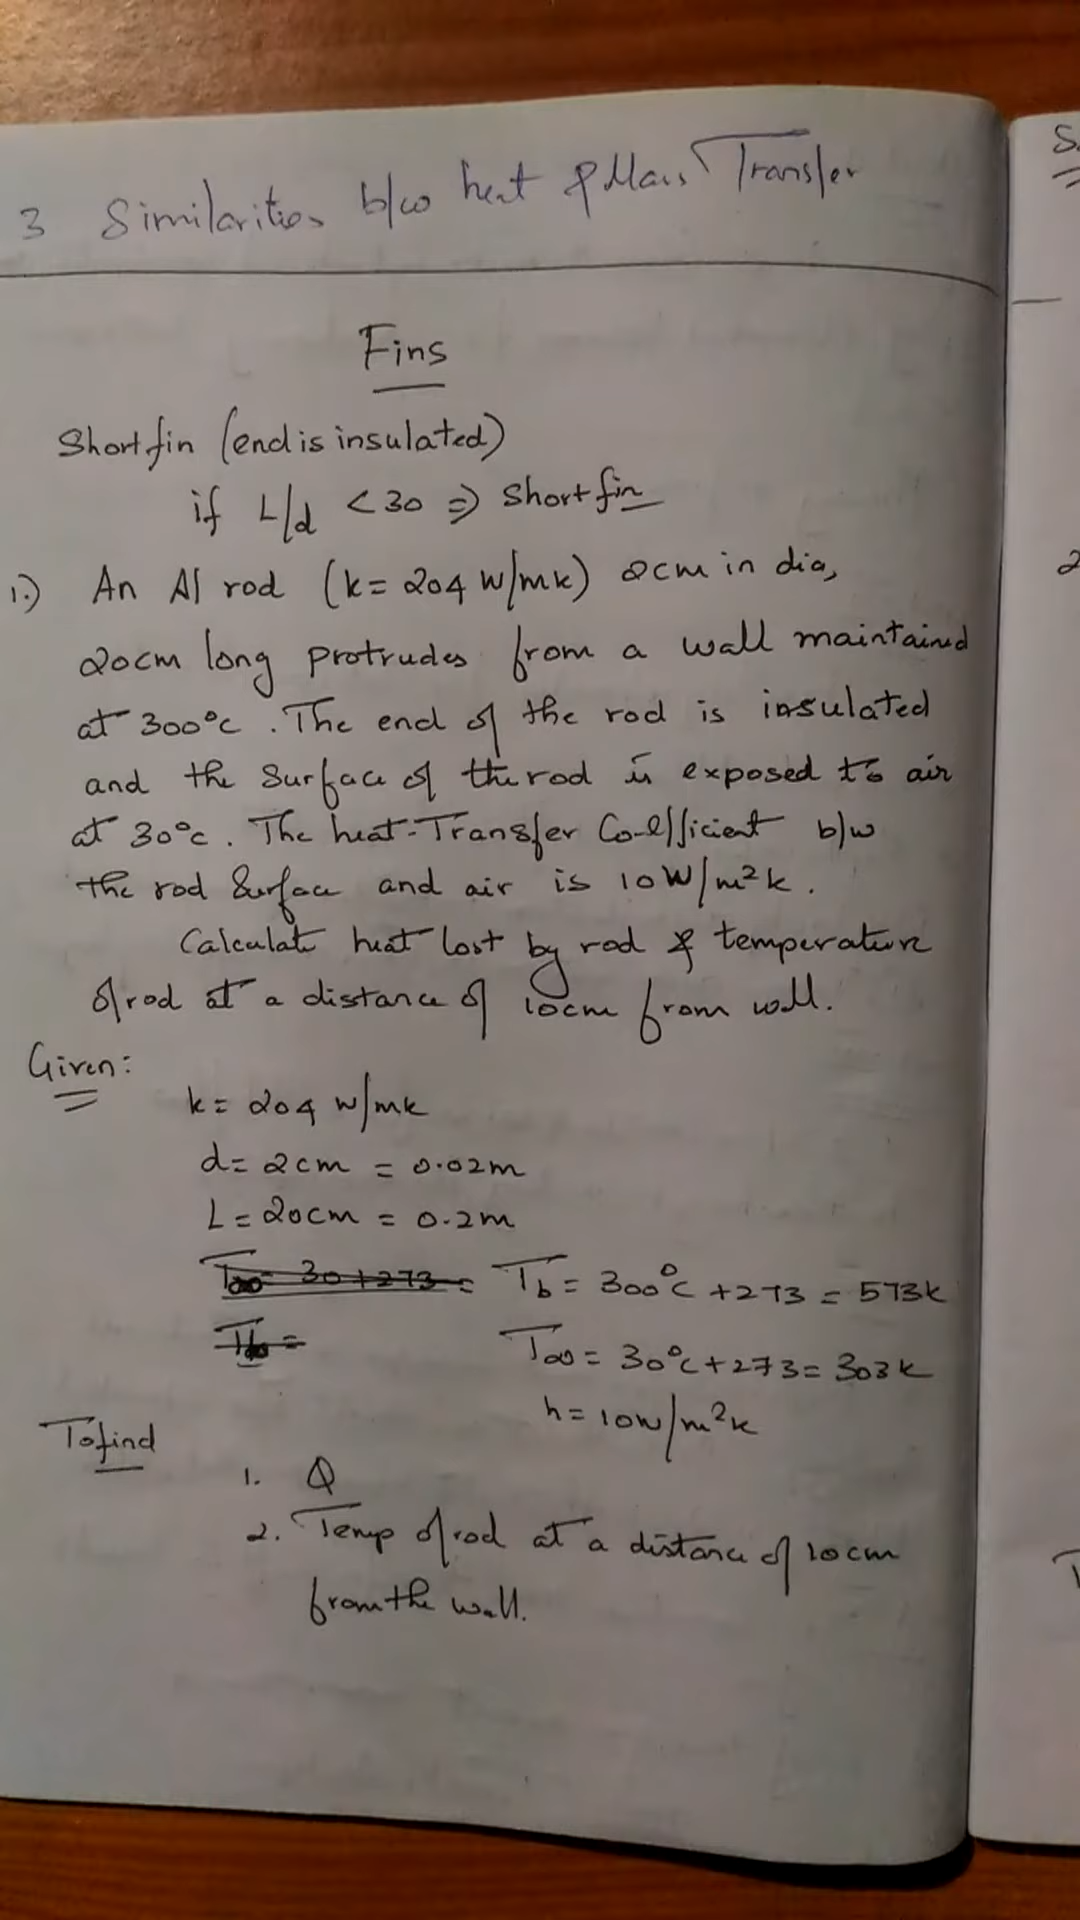 3 Similarities b/w heat & Mass Transfer
Fins
Short fin (end is insulated)
if L/d < 30 ⇒ Short fin
1.) An Al rod (k = 204 W/mk) 2cm in dia,
20cm long protrudes from a wall maintained
at 300°C. The end of the rod is insulated
and the surface of the rod is exposed to air
at 30°C. The heat-Transfer Co-efficient b/w
the rod Surface and air is 10W/m²k.
Calculate heat lost by rod & temperature
of rod at a distance of 10cm from wall.
Given:
k = 204 W/mk
d = 2cm = 0.02m
L = 20cm = 0.2m
T∞ = 30+273 = Tb = 300°C + 273 = 573k
T∞ = 30°C + 273 = 303k
h = 10W/m²k
To find
1. Q
2. Temp of rod at a distance of 10cm
from the wall.